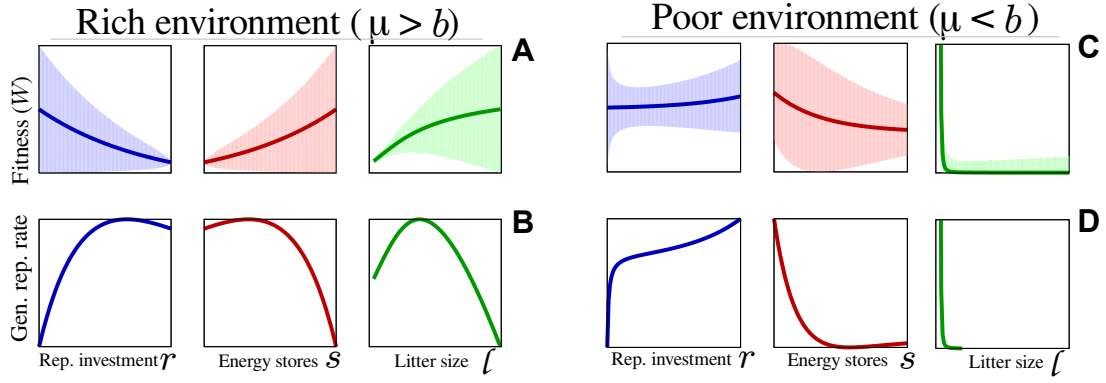 Rich environment ( μ > b)
Poor environment ( μ < b )
Fitness (W)
A
C
Gen. rep. rate
B
D
Rep. investment r
Energy stores s
Litter size l
Rep. investment r
Energy stores s
Litter size l